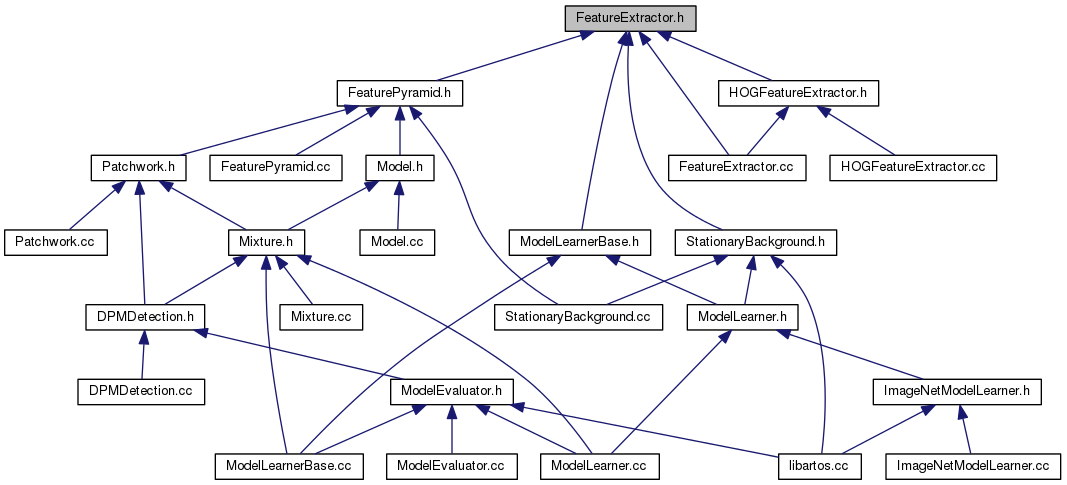 FeatureExtractor.h
FeaturePyramid.h
HOGFeatureExtractor.h
Patchwork.h
FeaturePyramid.cc
Model.h
FeatureExtractor.cc
HOGFeatureExtractor.cc
Patchwork.cc
Mixture.h
Model.cc
ModelLearnerBase.h
StationaryBackground.h
DPMDetection.h
Mixture.cc
StationaryBackground.cc
ModelLearner.h
DPMDetection.cc
ModelEvaluator.h
ImageNetModelLearner.h
ModelLearnerBase.cc
ModelEvaluator.cc
ModelLearner.cc
libartos.cc
ImageNetModelLearner.cc